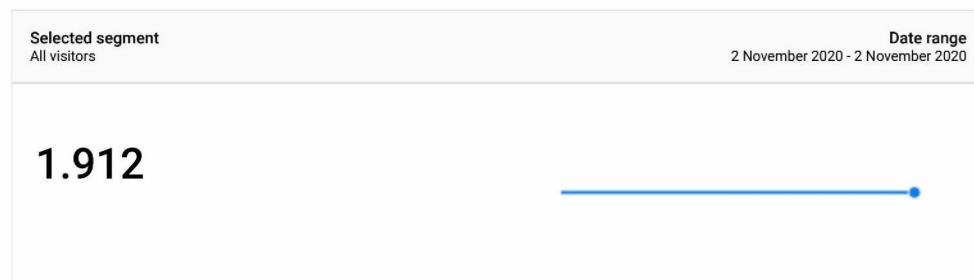 Selected segment
All visitors
Date range
2 November 2020 - 2 November 2020
1.912